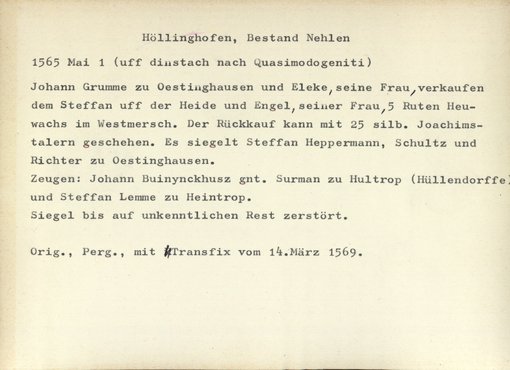 Höllinghofen, Bestand Nehlen
1565 Mai 1 (uff dinstach nach Quasimodogeniti)
Johann Grumme zu Oestinghausen und Eleke, seine Frau, verkaufen
dem Steffan uff der Heide und Engel, seiner Frau, 5 Ruten Heu-
wachs im Westmersch. Der Rückkauf kann mit 25 silb. Joachims-
talern geschehen. Es siegelt Steffan Heppermann, Schultz und
Richter zu Oestinghausen.
Zeugen: Johann Buinynckhusz gnt. Surman zu Hultrop (Hüllendorffe)
und Steffan Lemme zu Heintrop.
Siegel bis auf unkenntlichen Rest zerstört.
Orig., Perg., mit Transfix vom 14.März 1569.